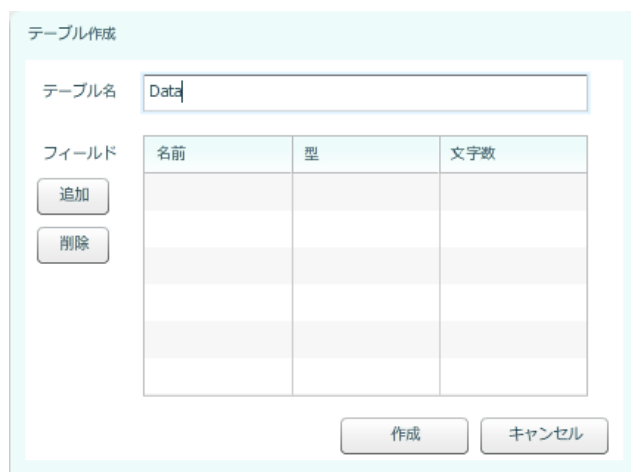 テーブル作成
テーブル名 Data
フィールド 名前 型 文字数
追加
削除
作成 キャンセル